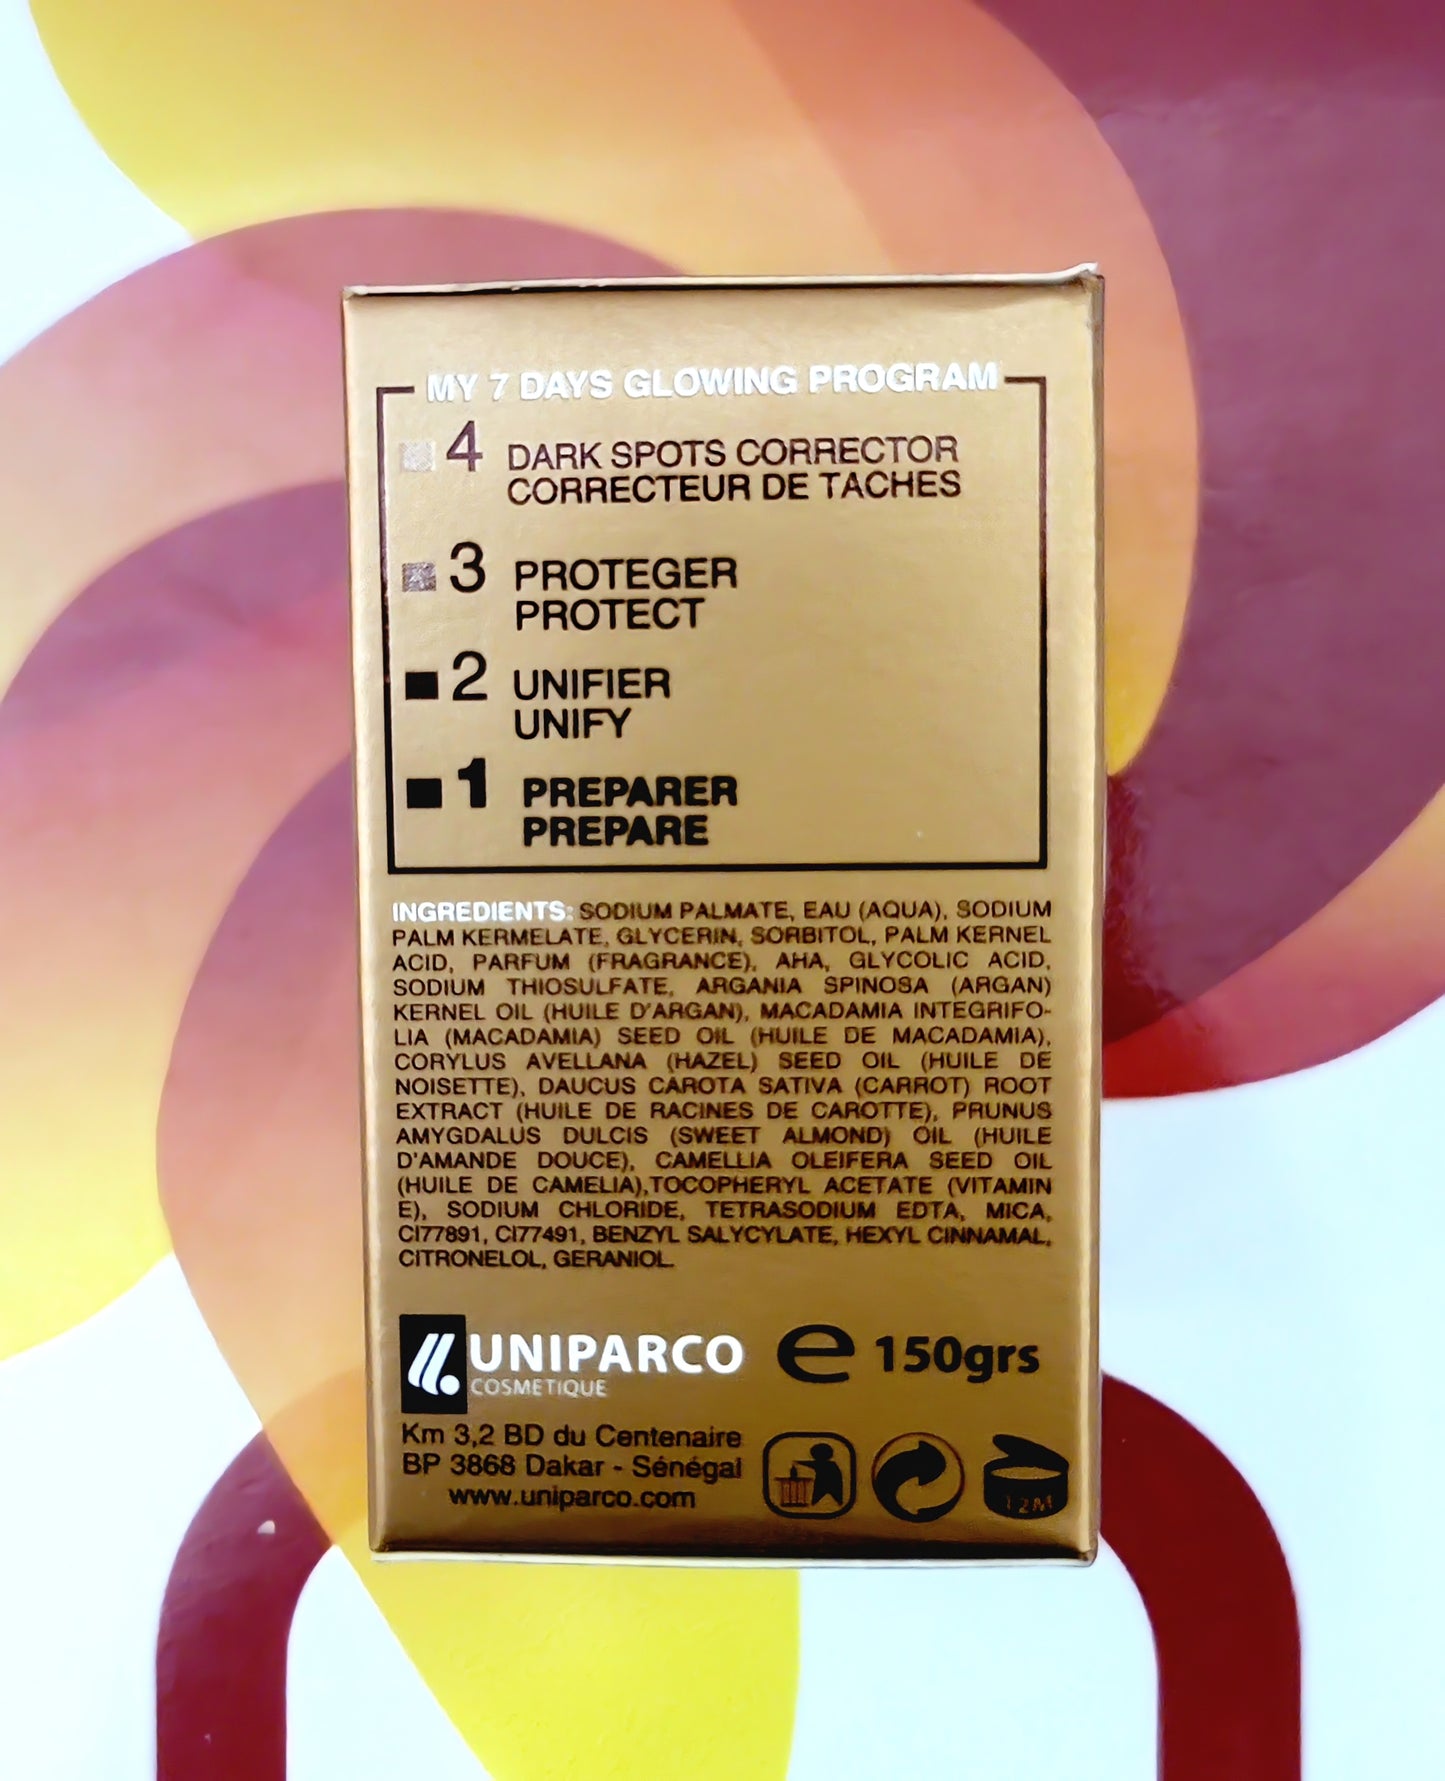 MY 7 DAYS GLOWING PROGRAM
4 DARK SPOTS CORRECTOR
CORRECTEUR DE TACHES
3 PROTEGER
PROTECT
2 UNIFIER
UNIFY
1 PREPARER
PREPARE
INGREDIENTS: SODIUM PALMATE, EAU (AQUA), SODIUM
PALM KERMELATE, GLYCERIN, SORBITOL, PALM KERNEL
ACID, PARFUM (FRAGRANCE), AHA, GLYCOLIC ACID,
SODIUM THIOSULFATE, ARGANIA SPINOSA (ARGAN)
KERNEL OIL (HUILE D'ARGAN), MACADAMIA INTEGRIFO-
LIA (MACADAMIA) SEED OIL (HUILE DE MACADAMIA),
CORYLUS AVELLANA (HAZEL) SEED OIL (HUILE DE
NOISETTE), DAUCUS CAROTA SATIVA (CARROT) ROOT
EXTRACT (HUILE DE RACINES DE CAROTTE), PRUNUS
AMYGDALUS DULCIS (SWEET ALMOND) OIL (HUILE
D'AMANDE DOUCE), CAMELLIA OLEIFERA SEED OIL
(HUILE DE CAMELIA),TOCOPHERYL ACETATE (VITAMIN
E), SODIUM CHLORIDE, TETRASODIUM EDTA, MICA,
CI77891, CI77491, BENZYL SALYCYLATE, HEXYL CINNAMAL,
CITRONELOL, GERANIOL.
UNIPARCO
COSMETIQUE
e 150grs
Km 3,2 BD du Centenaire
BP 3868 Dakar - Sénégal
www.uniparco.com
12M